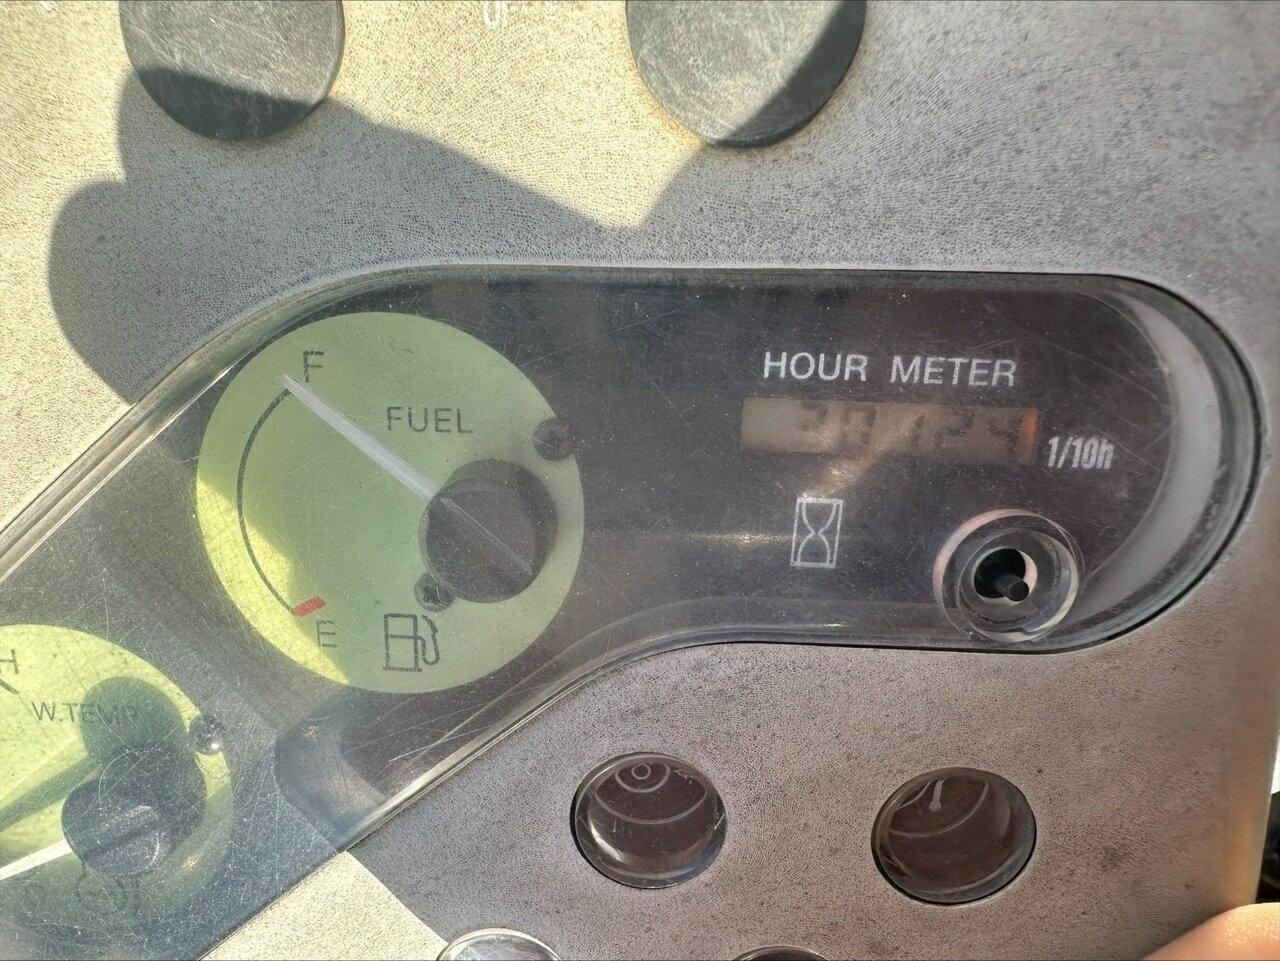 F
FUEL
E
HOUR METER
1/10h
H
W.TEMP